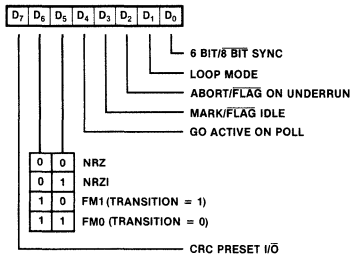 D7 D6 D5 D4 D3 D2 D1 D0
6 BIT/8 BIT SYNC
LOOP MODE
ABORT/FLAG ON UNDERRUN
MARK/FLAG IDLE
GO ACTIVE ON POLL
0 0 NRZ
0 1 NRZI
1 0 FM1 (TRANSITION = 1)
1 1 FM0 (TRANSITION = 0)
CRC PRESET I/O